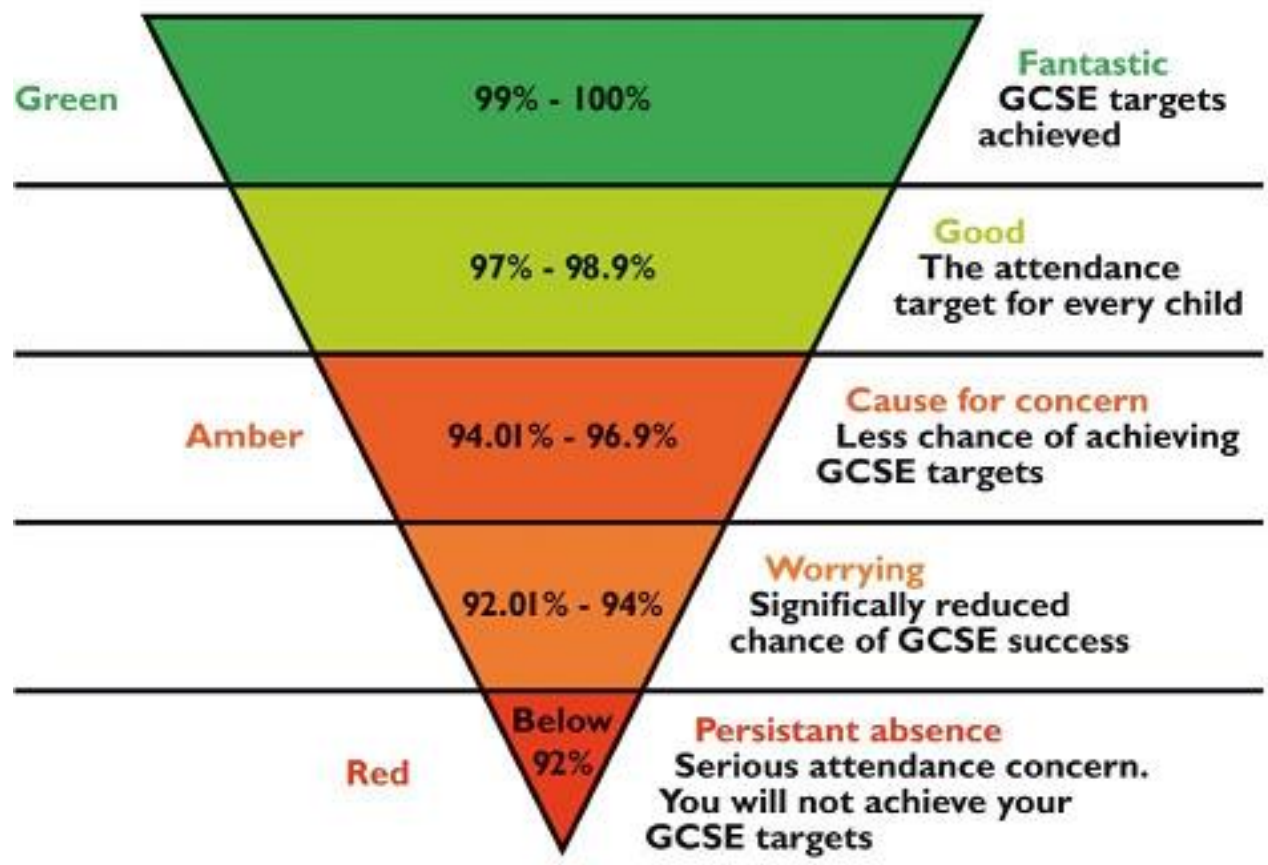 Green
99% - 100%
Fantastic
GCSE targets
achieved
97% - 98.9%
Good
The attendance
target for every child
Amber
94.01% - 96.9%
Cause for concern
Less chance of achieving
GCSE targets
92.01% - 94%
Worrying
Significally reduced
chance of GCSE success
Red
Below
92%
Persistant absence
Serious attendance concern.
You will not achieve your
GCSE targets